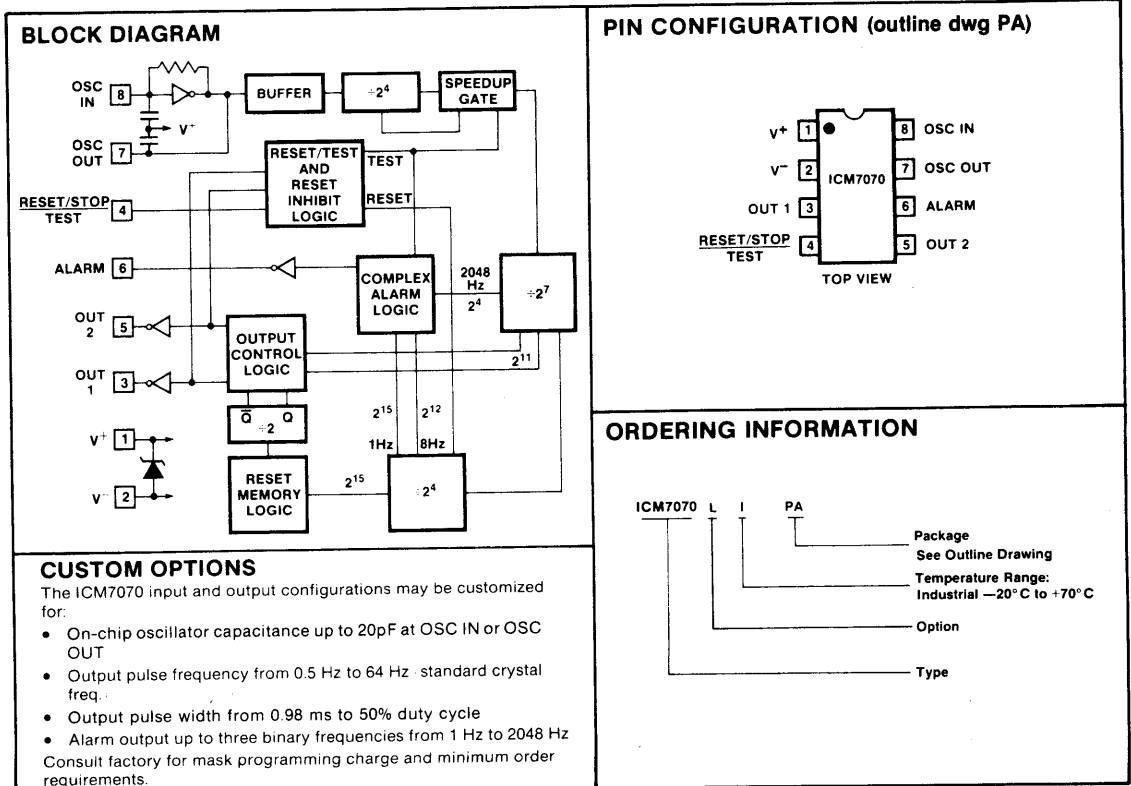 BLOCK DIAGRAM
OSC IN
8
BUFFER
÷2⁴
SPEEDUP GATE
V⁺
OSC OUT
7
RESET/TEST AND RESET INHIBIT LOGIC
TEST
RESET
RESET/STOP
TEST
4
ALARM
6
COMPLEX ALARM LOGIC
2048 Hz
2⁴
÷2⁷
OUT 2
5
OUTPUT CONTROL LOGIC
2¹¹
OUT 1
3
Q̅ Q
÷2
2¹⁵
2¹²
1Hz
8Hz
V⁺
1
RESET MEMORY LOGIC
2¹⁵
÷2⁴
V⁻
2
CUSTOM OPTIONS
The ICM7070 input and output configurations may be customized
for:
• On-chip oscillator capacitance up to 20pF at OSC IN or OSC
OUT
• Output pulse frequency from 0.5 Hz to 64 Hz standard crystal
freq.
• Output pulse width from 0.98 ms to 50% duty cycle
• Alarm output up to three binary frequencies from 1 Hz to 2048 Hz
Consult factory for mask programming charge and minimum order
requirements.
PIN CONFIGURATION (outline dwg PA)
V⁺ 1
8 OSC IN
V⁻ 2
7 OSC OUT
ICM7070
OUT 1 3
6 ALARM
RESET/STOP
TEST
4
5 OUT 2
TOP VIEW
ORDERING INFORMATION
ICM7070 L I PA
Package
See Outline Drawing
Temperature Range:
Industrial —20°C to +70°C
Option
Type